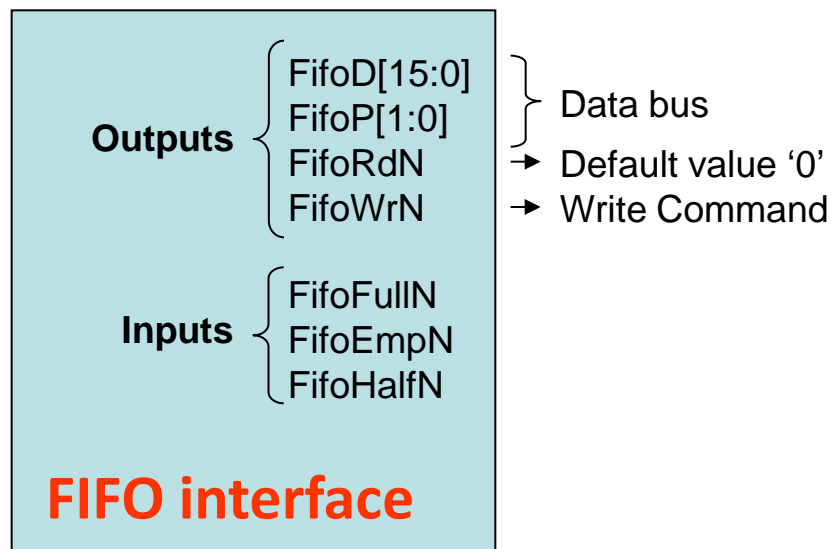 FifoD[15:0]
FifoP[1:0]
Data bus
Outputs
FifoRdN → Default value ‘0’
FifoWrN → Write Command
FifoFullN
Inputs
FifoEmpN
FifoHalfN
FIFO interface